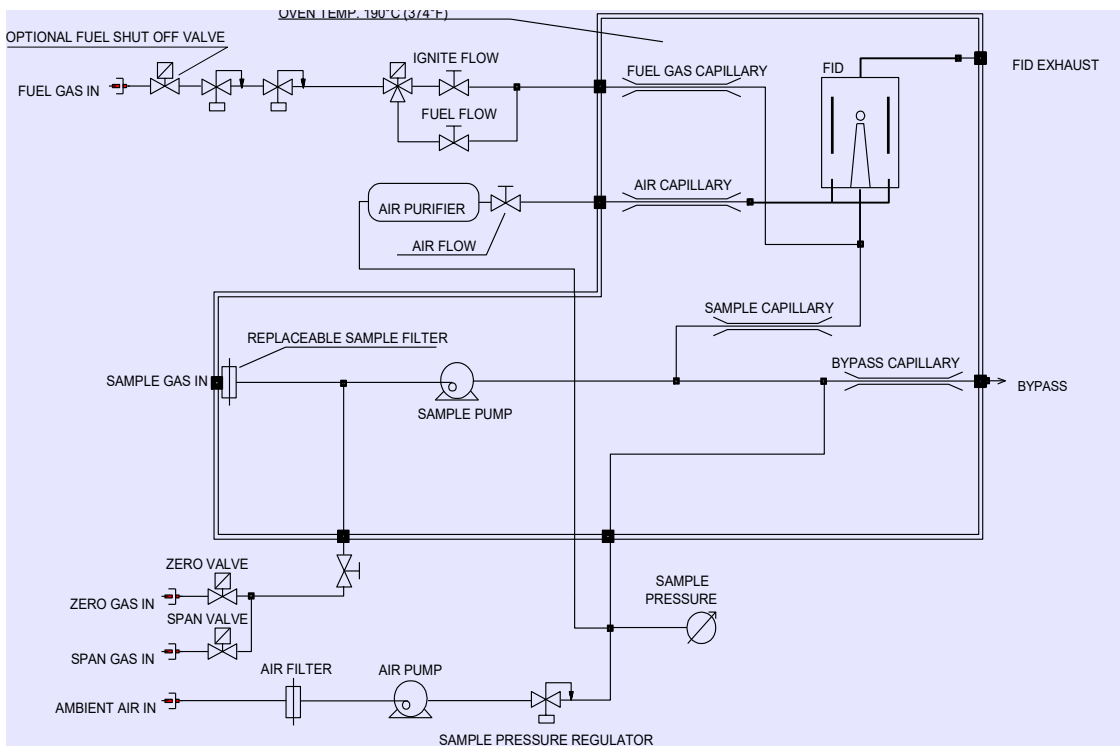 OVEN TEMP. 190°C (374°F)
OPTIONAL FUEL SHUT OFF VALVE
IGNITE FLOW
FUEL GAS CAPILLARY
FID
FID EXHAUST
FUEL GAS IN
FUEL FLOW
AIR CAPILLARY
AIR PURIFIER
AIR FLOW
SAMPLE CAPILLARY
REPLACEABLE SAMPLE FILTER
BYPASS CAPILLARY
SAMPLE GAS IN
BYPASS
SAMPLE PUMP
ZERO VALVE
SAMPLE
PRESSURE
ZERO GAS IN
SPAN VALVE
SPAN GAS IN
AIR FILTER
AIR PUMP
AMBIENT AIR IN
SAMPLE PRESSURE REGULATOR